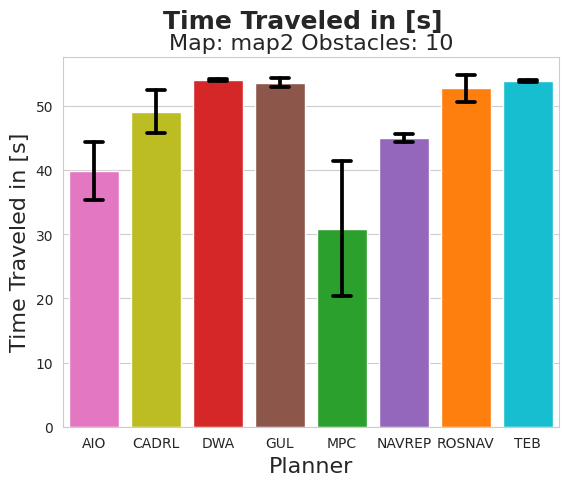 Time Traveled in [s]
Map: map2 Obstacles: 10
Time Traveled in [s]
50
40
30
20
10
0
AIO CADRL DWA GUL MPC NAVREP ROSNAV TEB
Planner